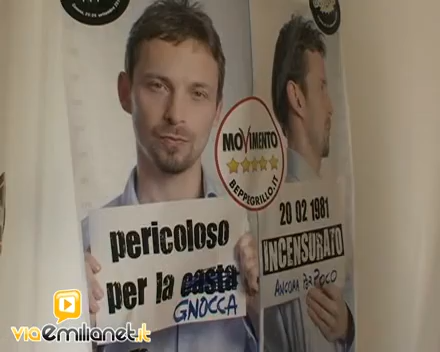 MOVIMENTO
BEPPEGRILLO.IT
pericoloso
per la casta
GNOCCA
20 02 1981
INCENSURATO
ANCORA PER POCO
viaemilianet.it